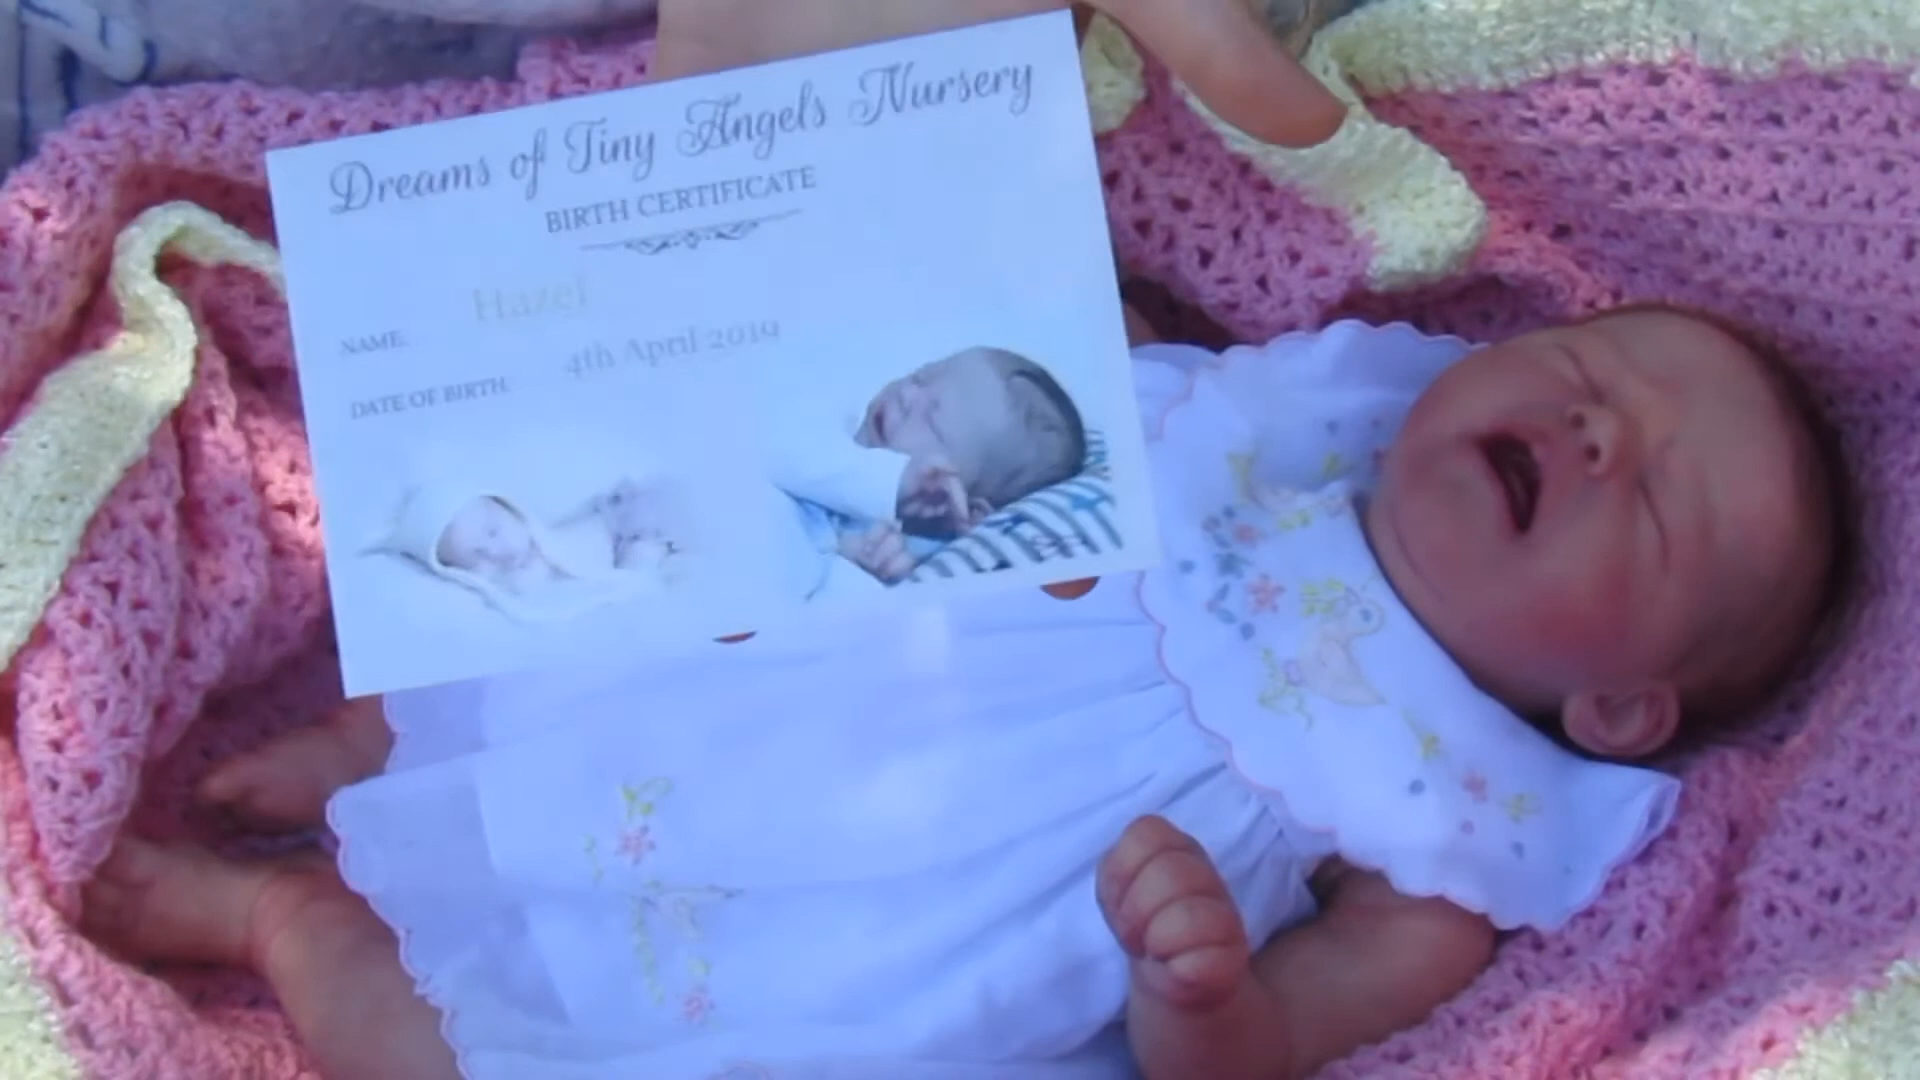 Dreams of Tiny Angels Nursery
BIRTH CERTIFICATE
NAME: Hazel
DATE OF BIRTH: 4th April 2019